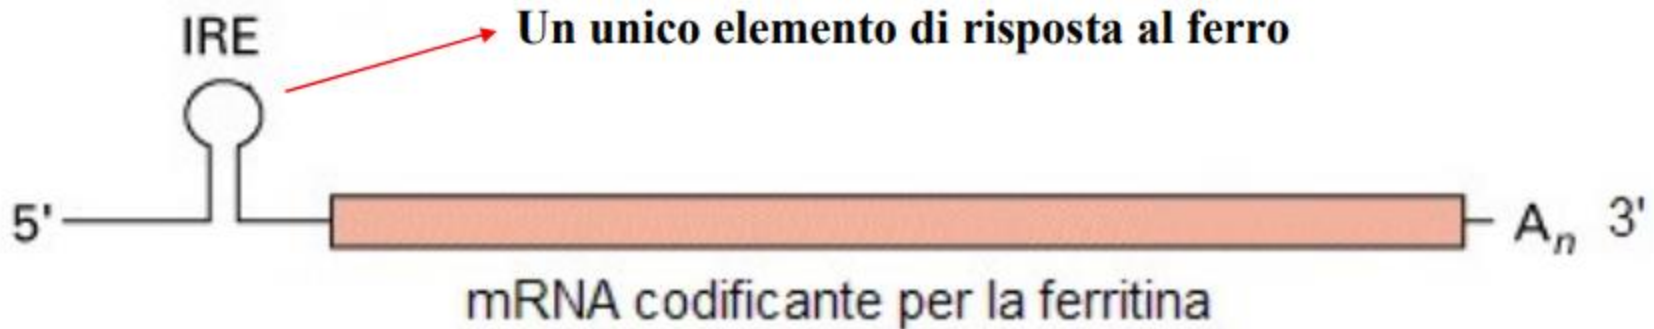 IRE
Un unico elemento di risposta al ferro
5' An 3'
mRNA codificante per la ferritina